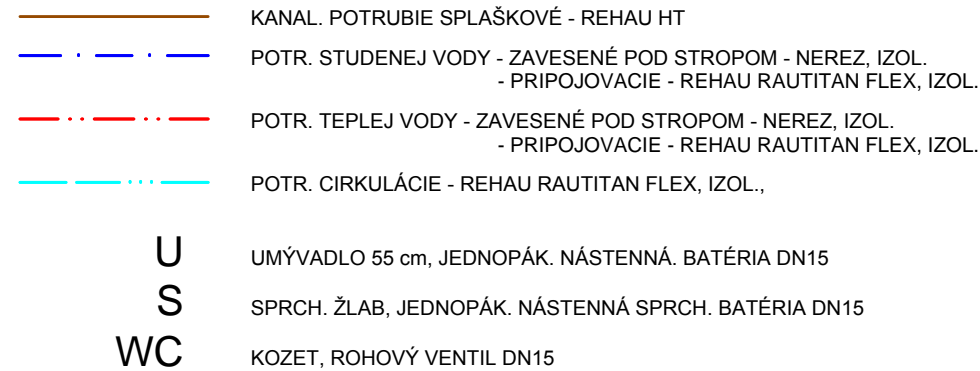 KANAL. POTRUBIE SPLAŠKOVÉ - REHAU HT
POTR. STUDENEJ VODY - ZAVESENÉ POD STROPOM - NEREZ, IZOL.
- PRIPOJOVACIE - REHAU RAUTITAN FLEX, IZOL.
POTR. TEPLEJ VODY - ZAVESENÉ POD STROPOM - NEREZ, IZOL.
- PRIPOJOVACIE - REHAU RAUTITAN FLEX, IZOL.
POTR. CIRKULÁCIE - REHAU RAUTITAN FLEX, IZOL.,
U UMÝVADLO 55 cm, JEDNOPÁK. NÁSTENNÁ. BATÉRIA DN15
S SPRCH. ŽLAB, JEDNOPÁK. NÁSTENNÁ SPRCH. BATÉRIA DN15
WC KOZET, ROHOVÝ VENTIL DN15